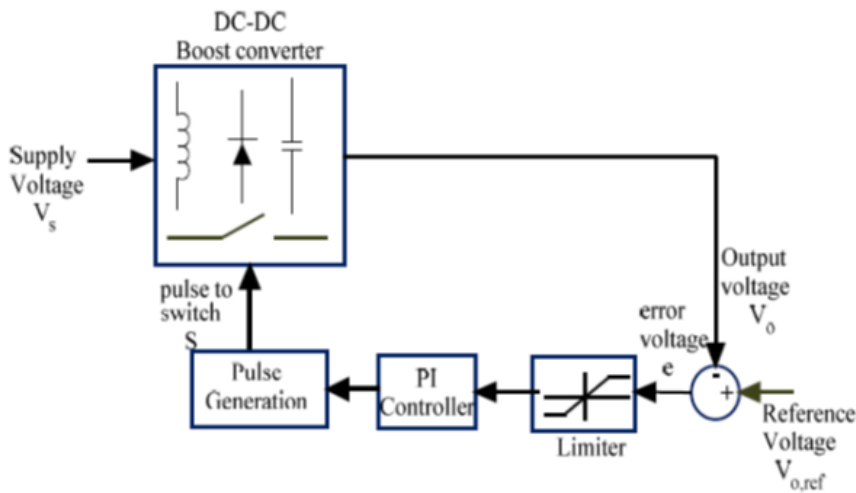 DC-DC
Boost converter
Supply
Voltage
Vs
pulse to
switch
S
Output
voltage
Vo
error
voltage
e
-
+
Pulse
Generation
PI
Controller
Limiter
Reference
Voltage
Vo,ref